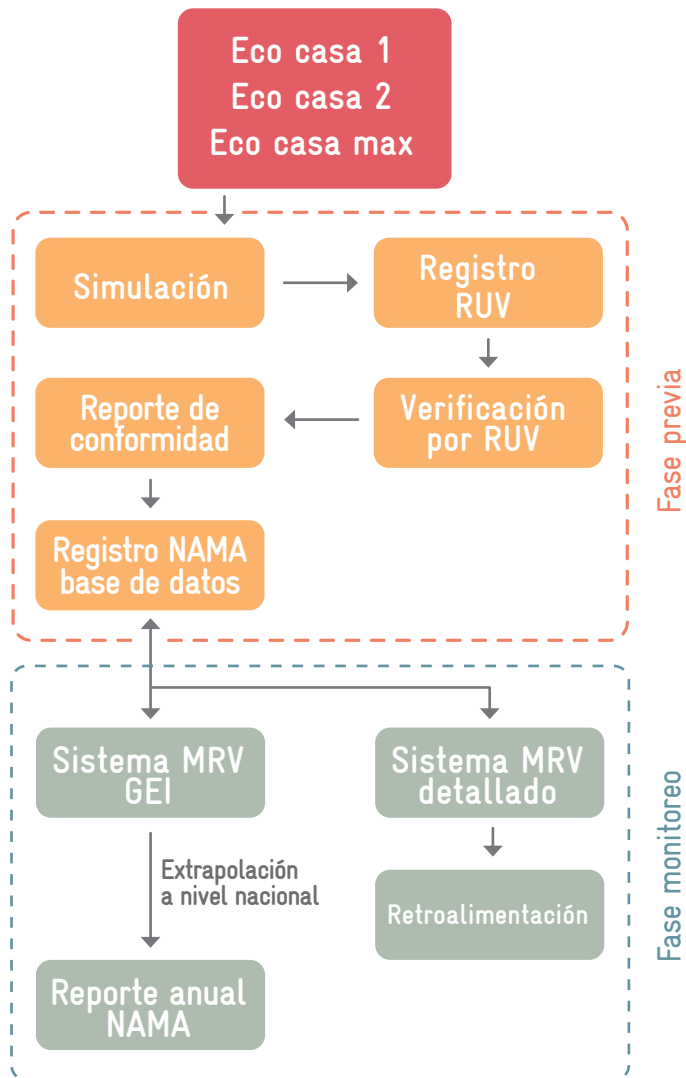 Eco casa 1
Eco casa 2
Eco casa max
Simulación
Registro
RUV
Reporte de
conformidad
Verificación
por RUV
Registro NAMA
base de datos
Fase previa
Sistema MRV
GEI
Sistema MRV
detallado
Extrapolación
a nivel nacional
Retroalimentación
Reporte anual
NAMA
Fase monitoreo